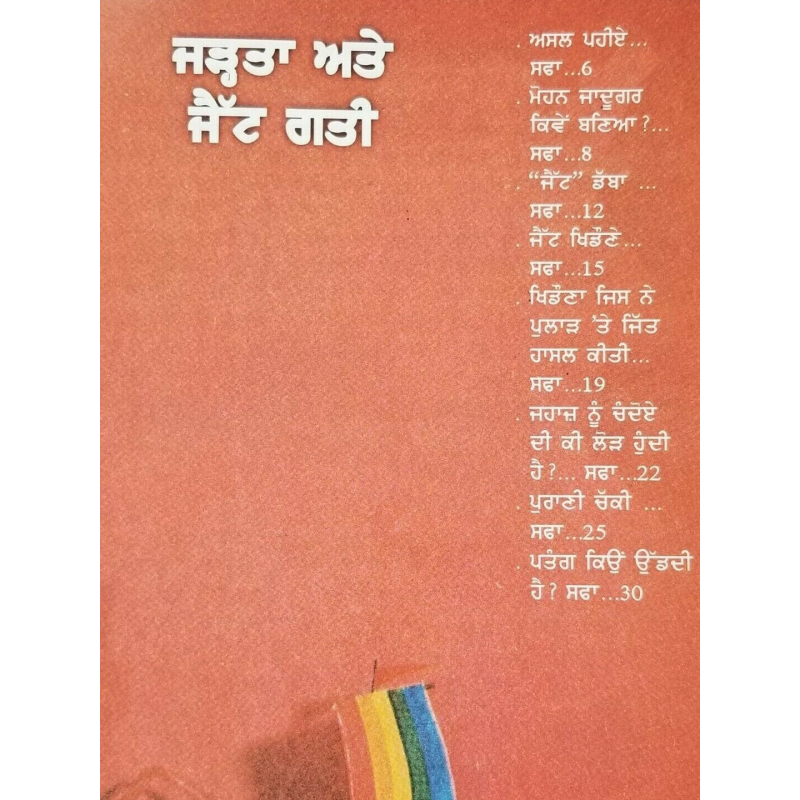 ਜੜ੍ਹਤਾ ਅਤੇ
ਜੈੱਟ ਗਤੀ
. ਅਸਲ ਪਹੀਏ...
ਸਫਾ...6
. ਮੋਹਨ ਜਾਦੂਗਰ
ਕਿਵੇਂ ਬਣਿਆ?...
ਸਫਾ...8
. “ਜੈੱਟ” ਡੱਬਾ ...
ਸਫਾ...12
. ਜੈੱਟ ਖਿਡੌਣੇ...
ਸਫਾ...15
. ਖਿਡੌਣਾ ਜਿਸ ਨੇ
ਪੁਲਾੜ ’ਤੇ ਜਿੱਤ
ਹਾਸਲ ਕੀਤੀ...
ਸਫਾ...19
. ਜਹਾਜ਼ ਨੂੰ ਚੰਦੋਏ
ਦੀ ਕੀ ਲੋੜ ਹੁੰਦੀ
ਹੈ?... ਸਫਾ...22
. ਪੁਰਾਣੀ ਚੱਕੀ ...
ਸਫਾ...25
. ਪਤੰਗ ਕਿਉਂ ਉੱਡਦੀ
ਹੈ? ਸਫਾ...30